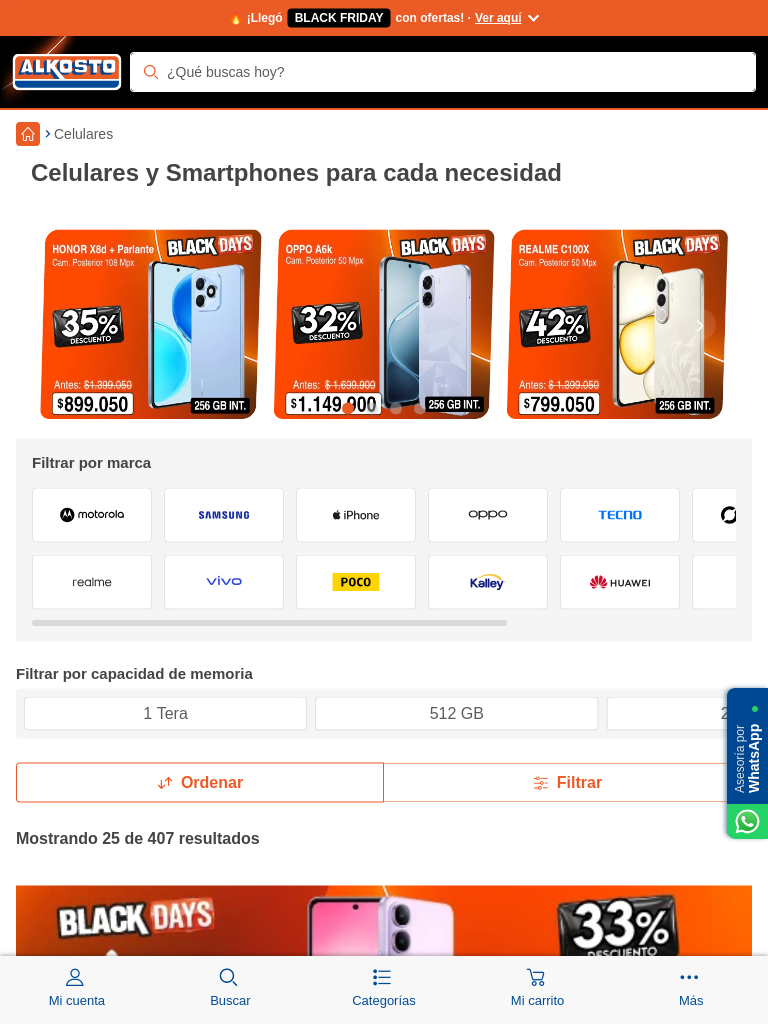 🔥 ¡Llegó BLACK FRIDAY con ofertas! · Ver aquí
ALKOSTO
¿Qué buscas hoy?
Celulares
Celulares y Smartphones para cada necesidad
HONOR X8d + Parlante
Cam. Posterior 108 Mpx
BLACK DAYS
35%
DESCUENTO
Antes: $1.399.050
$899.050
256 GB INT.
OPPO A6k
Cam. Posterior 50 Mpx
BLACK DAYS
32%
DESCUENTO
Antes: $ 1.699.900
$1.149.900
256 GB INT.
REALME C100X
Cam. Posterior 50 Mpx
BLACK DAYS
42%
DESCUENTO
Antes: $ 1.399.050
$799.050
256 GB INT.
Filtrar por marca
motorola SAMSUNG iPhone oppo TECNO
realme vivo POCO Kalley HUAWEI
Filtrar por capacidad de memoria
1 Tera 512 GB 2
Asesoría por
WhatsApp
Ordenar Filtrar
Mostrando 25 de 407 resultados
BLACK DAYS
33%
DESCUENTO
Mi cuenta Buscar Categorías Mi carrito Más